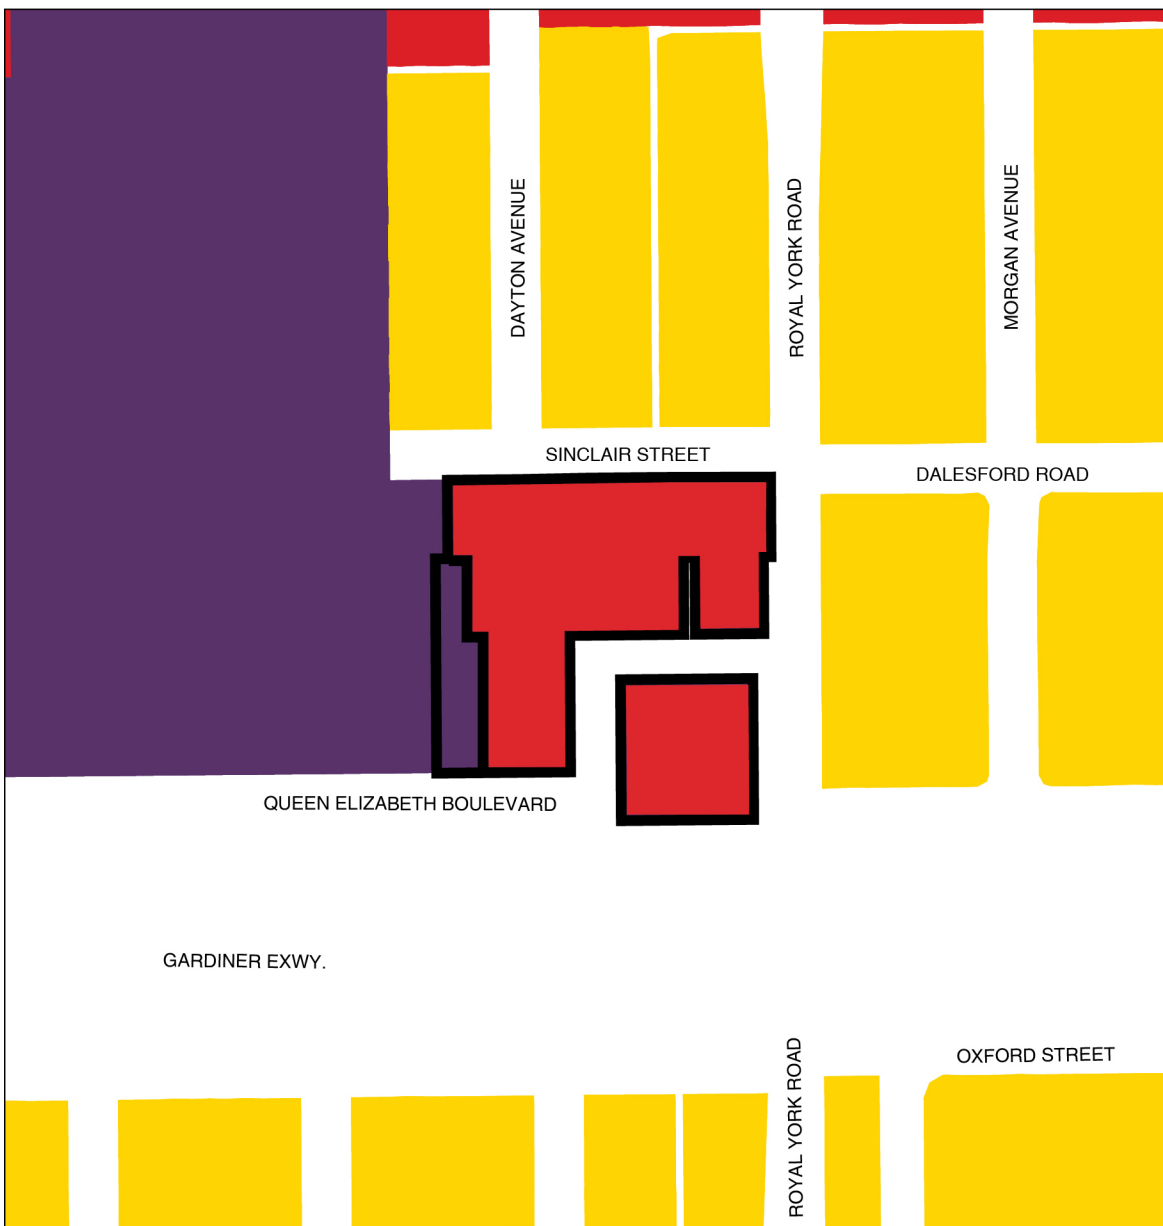 DAYTON AVENUE
ROYAL YORK ROAD
MORGAN AVENUE
SINCLAIR STREET
DALESFORD ROAD
QUEEN ELIZABETH BOULEVARD
GARDINER EXWY.
ROYAL YORK ROAD
OXFORD STREET